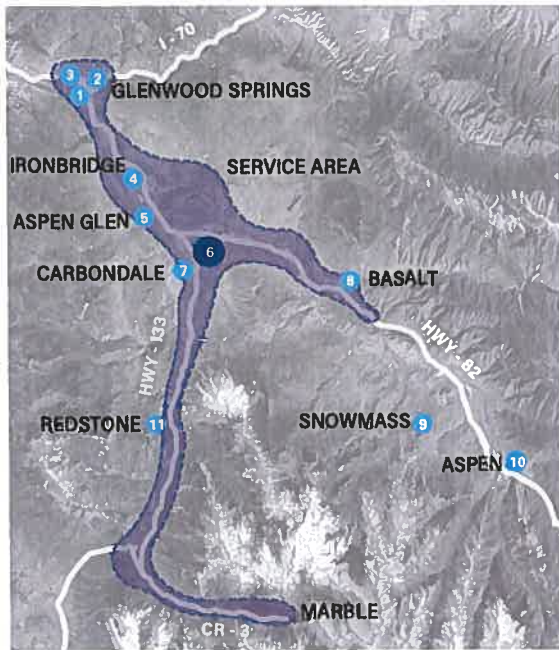 I-70
3
2
1
GLENWOOD SPRINGS
IRONBRIDGE
4
SERVICE AREA
ASPEN GLEN
5
6
CARBONDALE
7
8
BASALT
HWY - 133
HWY - 82
REDSTONE
11
SNOWMASS
9
ASPEN
10
MARBLE
CR - 3